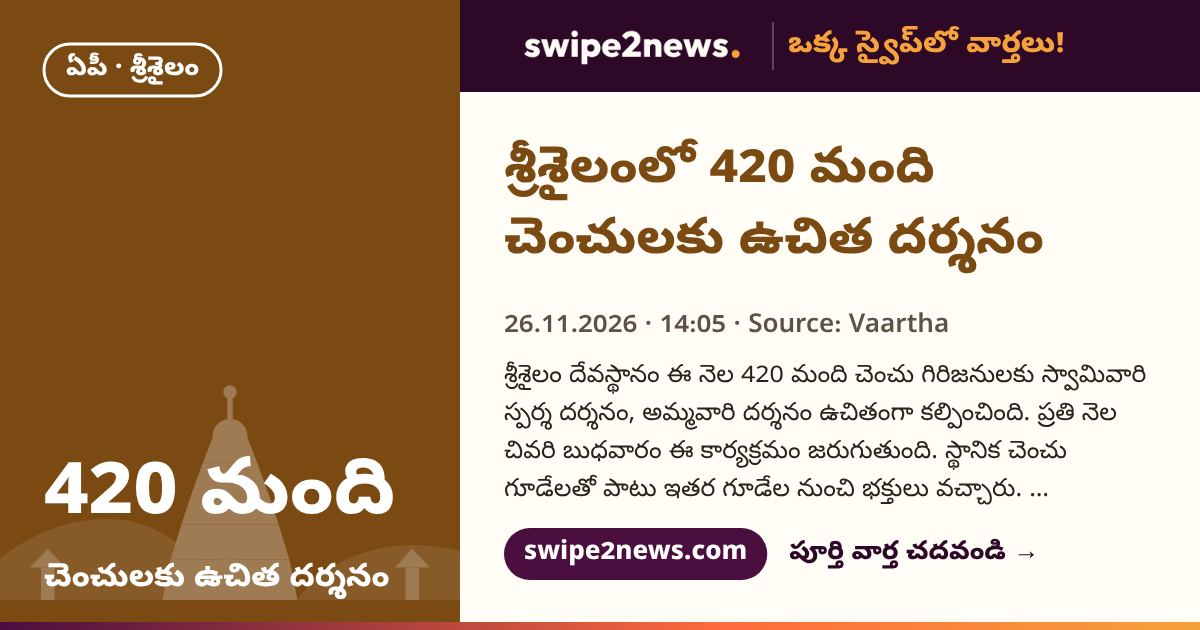 ఏపీ · శ్రీశైలం
420 మంది
చెంచులకు ఉచిత దర్శనం
swipe2news.
ఒక్క స్వైప్‌లో వార్తలు!
శ్రీశైలంలో 420 మంది
చెంచులకు ఉచిత దర్శనం
26.11.2026 · 14:05 · Source: Vaartha
శ్రీశైలం దేవస్థానం ఈ నెల 420 మంది చెంచు గిరిజనులకు స్వామివారి
స్పర్శ దర్శనం, అమ్మవారి దర్శనం ఉచితంగా కల్పించింది. ప్రతి నెల
చివరి బుధవారం ఈ కార్యక్రమం జరుగుతుంది. స్థానిక చెంచు
గూడేలతో పాటు ఇతర గూడేల నుంచి భక్తులు వచ్చారు. ...
swipe2news.com
పూర్తి వార్త చదవండి →